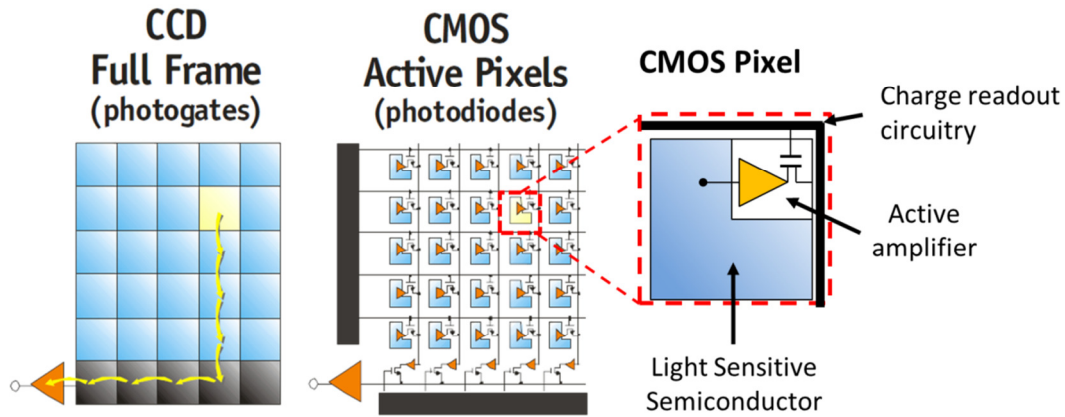 CCD
Full Frame
(photogates)
CMOS
Active Pixels
(photodiodes)
CMOS Pixel
Charge readout
circuitry
Active
amplifier
Light Sensitive
Semiconductor